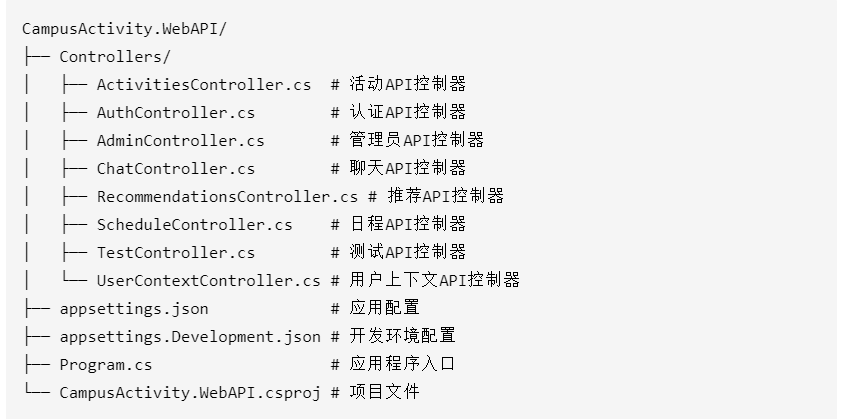 CampusActivity.WebAPI/
├── Controllers/
│   ├── ActivitiesController.cs  # 活动API控制器
│   ├── AuthController.cs        # 认证API控制器
│   ├── AdminController.cs       # 管理员API控制器
│   ├── ChatController.cs        # 聊天API控制器
│   ├── RecommendationsController.cs # 推荐API控制器
│   ├── ScheduleController.cs    # 日程API控制器
│   ├── TestController.cs        # 测试API控制器
│   └── UserContextController.cs # 用户上下文API控制器
├── appsettings.json             # 应用配置
├── appsettings.Development.json # 开发环境配置
├── Program.cs                   # 应用程序入口
└── CampusActivity.WebAPI.csproj # 项目文件